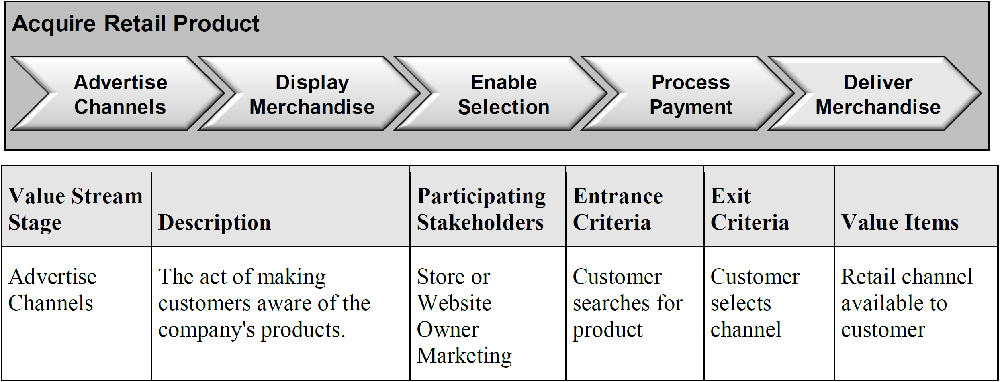 Acquire Retail Product
Advertise
Channels
Display
Merchandise
Enable
Selection
Process
Payment
Deliver
Merchandise
Value Stream
Stage
Description
Participating
Stakeholders
Entrance
Criteria
Exit
Criteria
Value Items
Advertise
Channels
The act of making
customers aware of the
company's products.
Store or
Website
Owner
Marketing
Customer
searches for
product
Customer
selects
channel
Retail channel
available to
customer